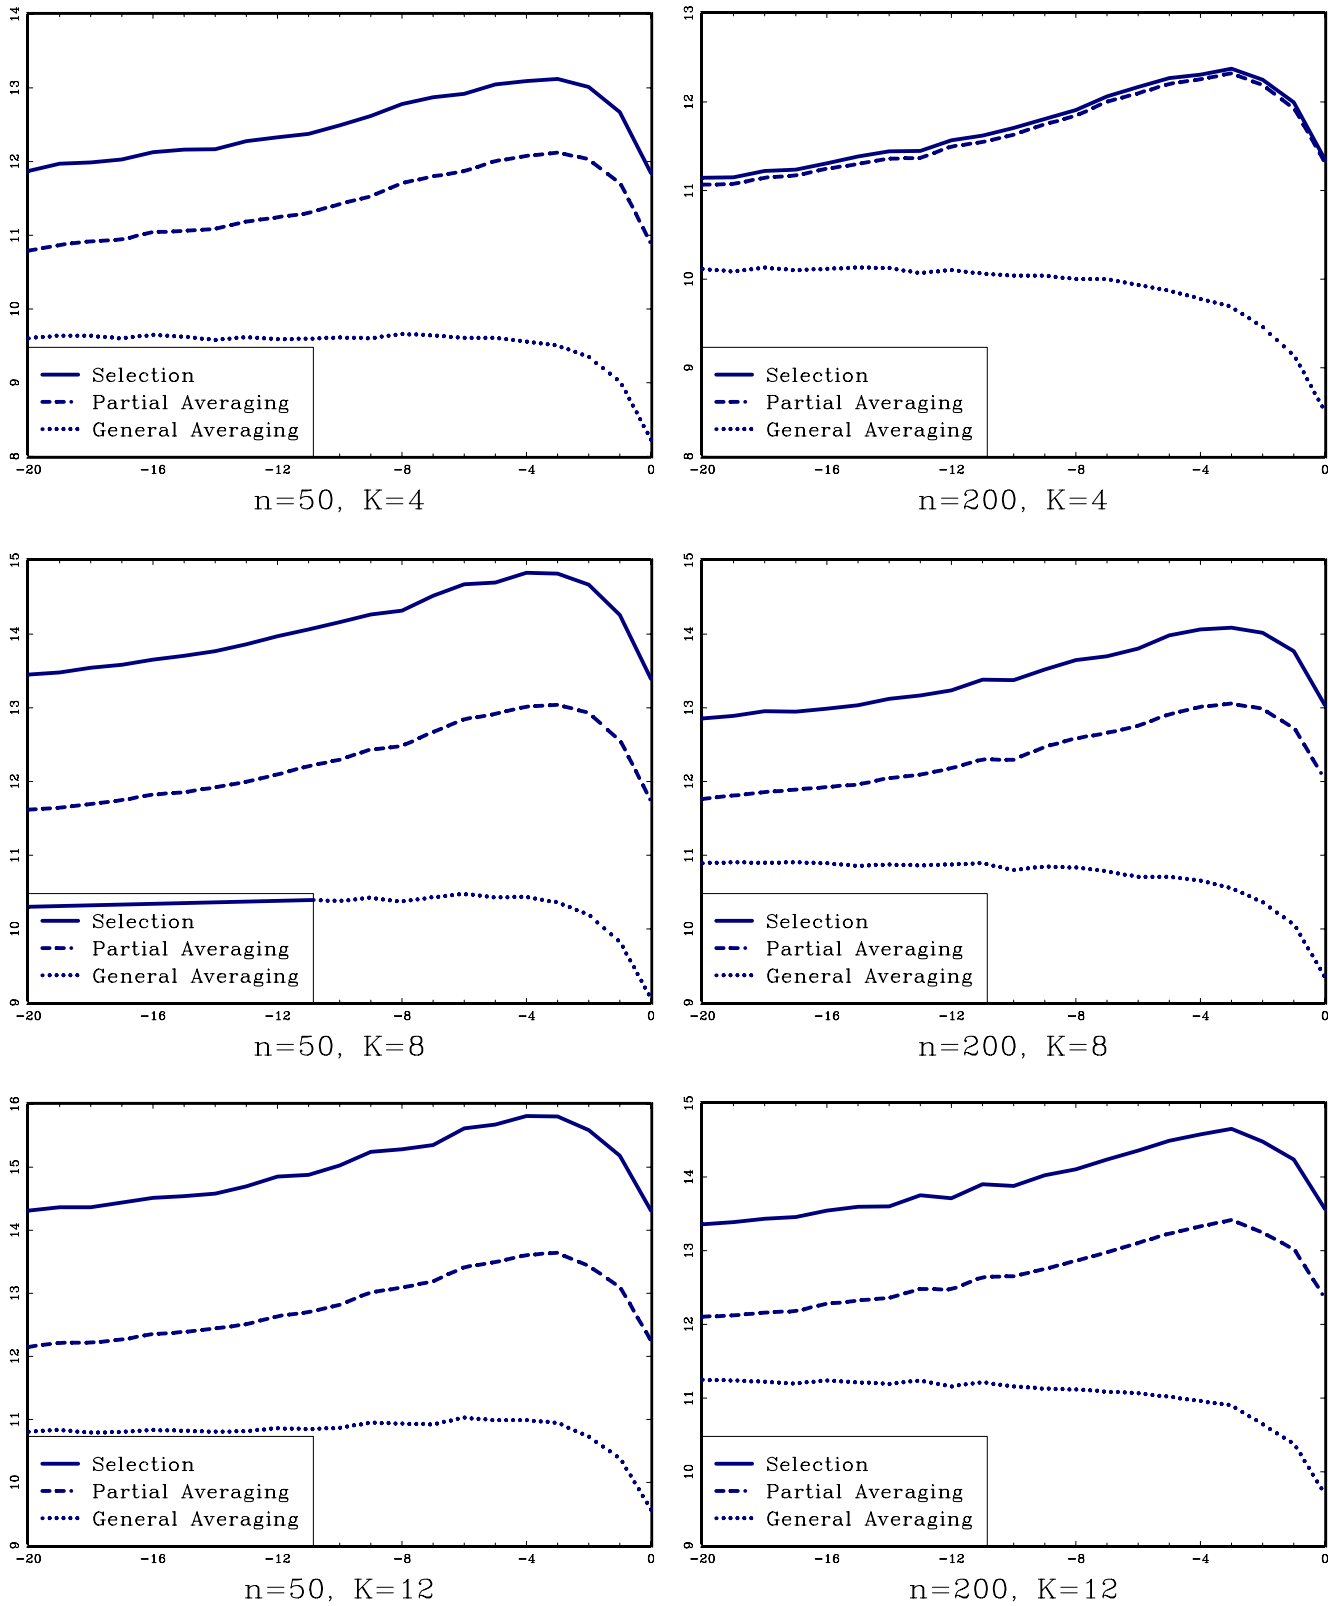 14
13
12
11
10
9
8
-20 -16 -12 -8 -4 0
Selection
Partial Averaging
General Averaging
n=50, K=4
13
12
11
10
9
8
-20 -16 -12 -8 -4 0
Selection
Partial Averaging
General Averaging
n=200, K=4
15
14
13
12
11
10
9
-20 -16 -12 -8 -4 0
Selection
Partial Averaging
General Averaging
n=50, K=8
15
14
13
12
11
10
9
-20 -16 -12 -8 -4 0
Selection
Partial Averaging
General Averaging
n=200, K=8
16
15
14
13
12
11
10
9
-20 -16 -12 -8 -4 0
Selection
Partial Averaging
General Averaging
n=50, K=12
15
14
13
12
11
10
9
-20 -16 -12 -8 -4 0
Selection
Partial Averaging
General Averaging
n=200, K=12